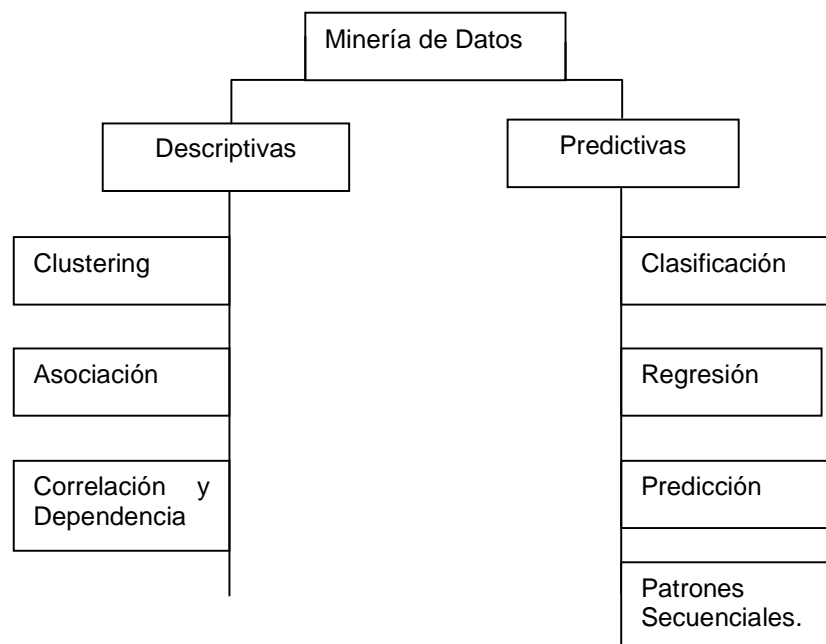 Minería de Datos
Descriptivas
Predictivas
Clustering
Clasificación
Asociación
Regresión
Correlación y
Dependencia
Predicción
Patrones
Secuenciales.